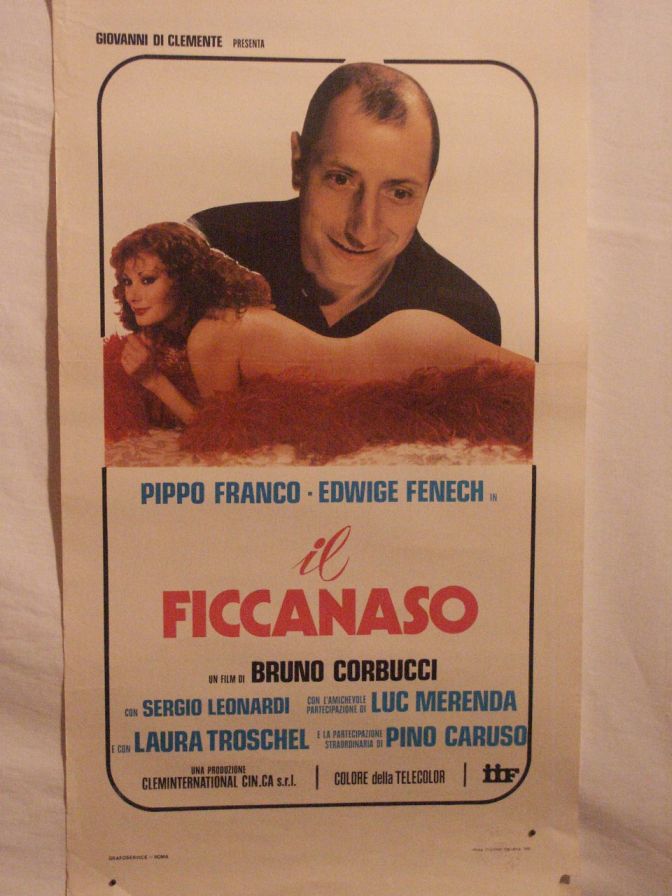 GIOVANNI DI CLEMENTE PRESENTA
PIPPO FRANCO · EDWIGE FENECH IN
il
FICCANASO
UN FILM DI BRUNO CORBUCCI
CON SERGIO LEONARDI CON L'AMICHEVOLE PARTECIPAZIONE DI LUC MERENDA
E CON LAURA TROSCHEL E LA PARTECIPAZIONE STRAORDINARIA DI PINO CARUSO
UNA PRODUZIONE
CLEMINTERNATIONAL CIN.CA s.r.l. | COLORE della TELECOLOR | iif
GRAFOSERVICE - ROMA